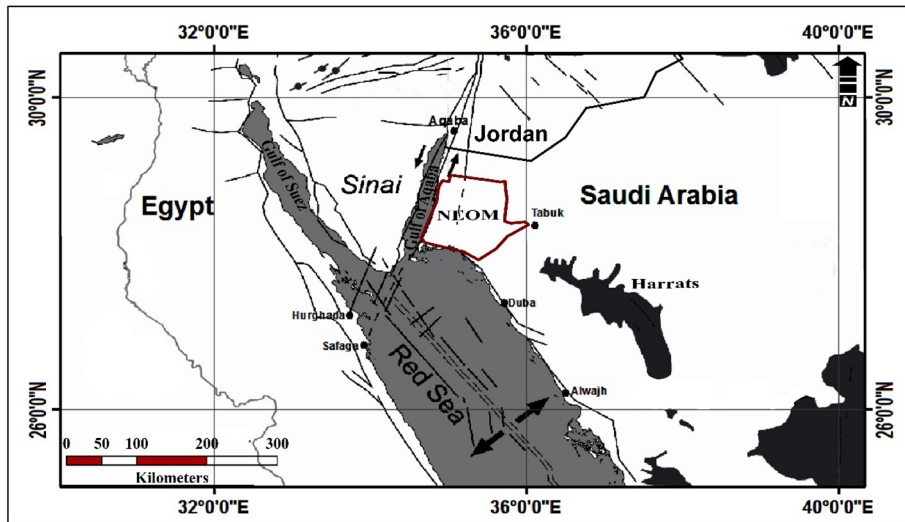 32°0'0"E 36°0'0"E 40°0'0"E
30°0'0"N 30°0'0"N
N
Aqaba
Jordan
Gulf of Suez
Sinai
Gulf of Aqaba
Egypt
Saudi Arabia
NEOM
Tabuk
Harrats
Duba
Hurghada
Safaga
Red Sea
Alwajh
26°0'0"N 26°0'0"N
0 50 100 200 300
Kilometers
32°0'0"E 36°0'0"E 40°0'0"E